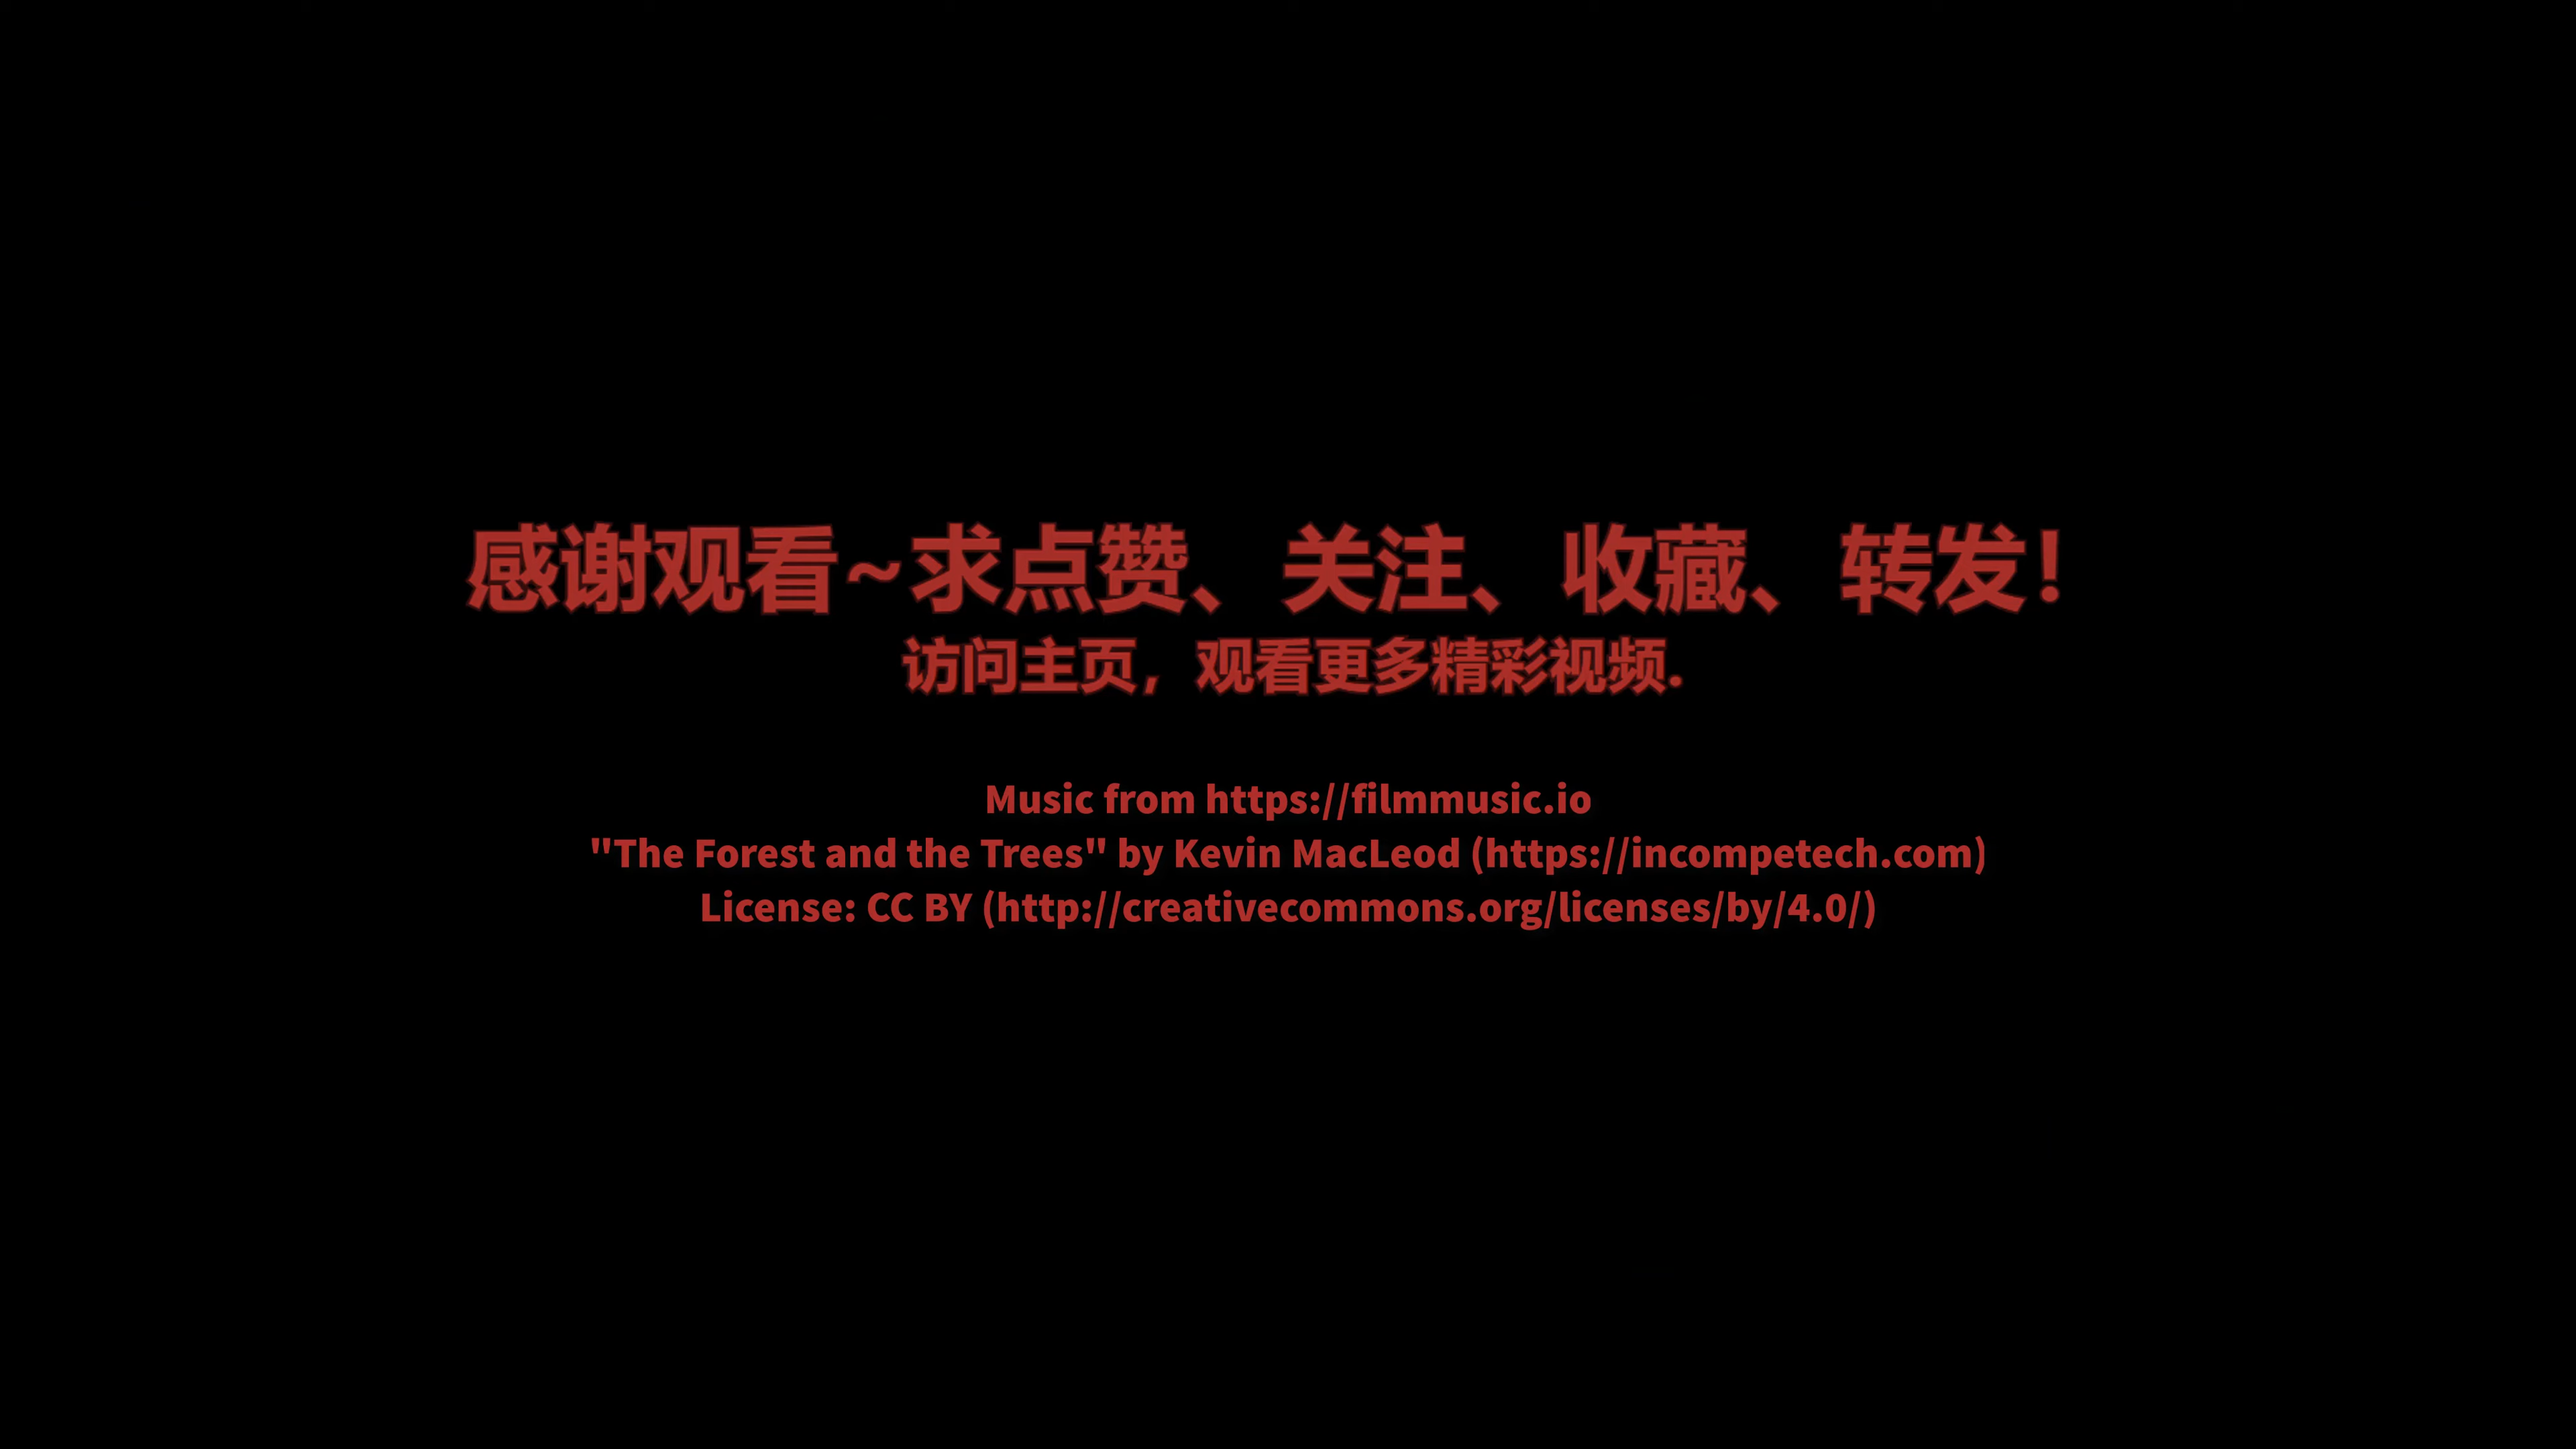 感谢观看~求点赞、关注、收藏、转发！
访问主页，观看更多精彩视频.
Music from https://filmmusic.io
"The Forest and the Trees" by Kevin MacLeod (https://incompetech.com)
License: CC BY (http://creativecommons.org/licenses/by/4.0/)